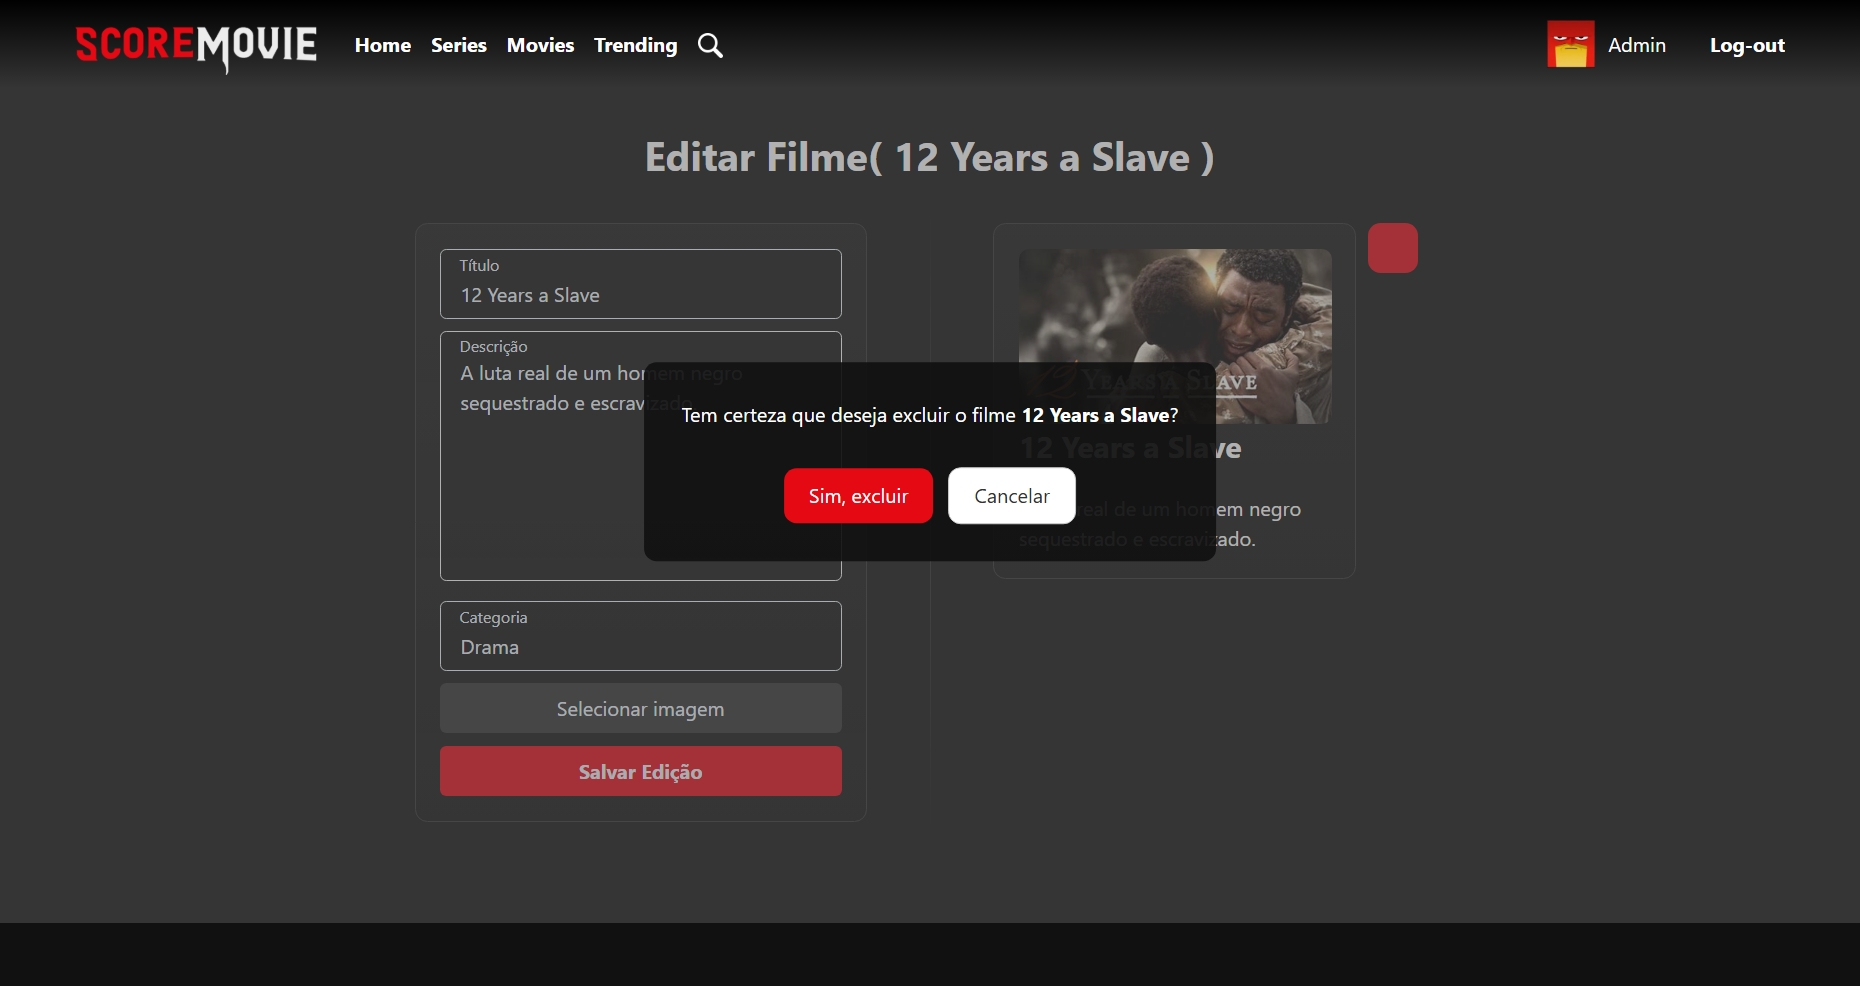 SCOREMOVIE Home Series Movies Trending Admin Log-out
Editar Filme( 12 Years a Slave )
Título
12 Years a Slave
Descrição
A luta real de um homem negro
sequestrado e escravizado.
Categoria
Drama
Selecionar imagem
Salvar Edição
Tem certeza que deseja excluir o filme 12 Years a Slave?
Sim, excluir
Cancelar
12 YEARS A SLAVE
12 Years a Slave
real de um homem negro
sequestrado e escravizado.